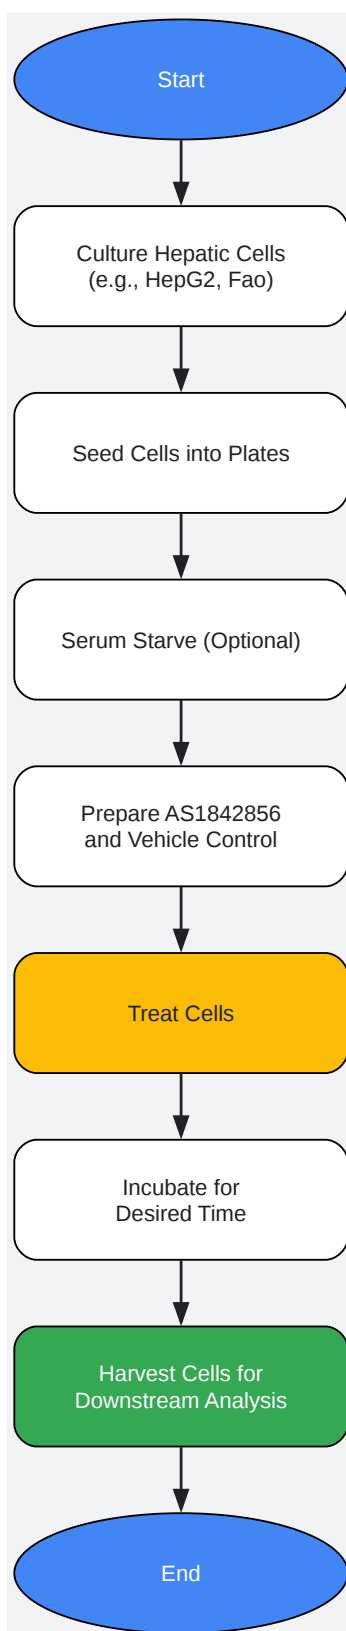 Start
Culture Hepatic Cells
(e.g., HepG2, Fao)
Seed Cells into Plates
Serum Starve (Optional)
Prepare AS1842856
and Vehicle Control
Treat Cells
Incubate for
Desired Time
Harvest Cells for
Downstream Analysis
End